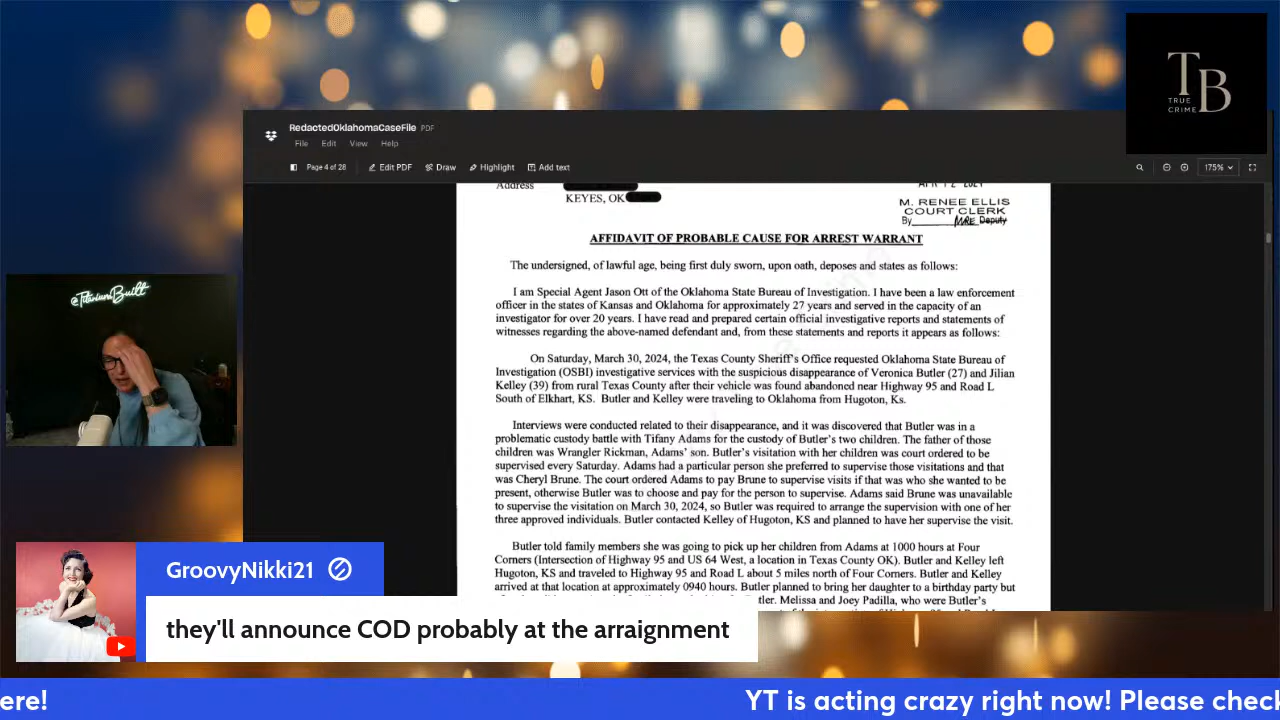 TB
TRUE
CRIME
RedactedOklahomaCaseFile PDF
File Edit View Help
Page 4 of 28 Edit PDF Draw Highlight Add text 175%
Address
KEYES, OK
M. RENEE ELLIS
COURT CLERK
By MRE Deputy
AFFIDAVIT OF PROBABLE CAUSE FOR ARREST WARRANT
The undersigned, of lawful age, being first duly sworn, upon oath, deposes and states as follows:
I am Special Agent Jason Ott of the Oklahoma State Bureau of Investigation. I have been a law enforcement
officer in the states of Kansas and Oklahoma for approximately 27 years and served in the capacity of an
investigator for over 20 years. I have read and prepared certain official investigative reports and statements of
witnesses regarding the above-named defendant and, from these statements and reports it appears as follows:
On Saturday, March 30, 2024, the Texas County Sheriff's Office requested Oklahoma State Bureau of
Investigation (OSBI) investigative services with the suspicious disappearance of Veronica Butler (27) and Jilian
Kelley (39) from rural Texas County after their vehicle was found abandoned near Highway 95 and Road L
South of Elkhart, KS. Butler and Kelley were traveling to Oklahoma from Hugoton, Ks.
Interviews were conducted related to their disappearance, and it was discovered that Butler was in a
problematic custody battle with Tifany Adams for the custody of Butler's two children. The father of those
children was Wrangler Rickman, Adams' son. Butler's visitation with her children was court ordered to be
supervised every Saturday. Adams had a particular person she preferred to supervise those visitations and that
was Cheryl Brune. The court ordered Adams to pay Brune to supervise visits if that was who she wanted to be
present, otherwise Butler was to choose and pay for the person to supervise. Adams said Brune was unavailable
to supervise the visitation on March 30, 2024, so Butler was required to arrange the supervision with one of her
three approved individuals. Butler contacted Kelley of Hugoton, KS and planned to have her supervise the visit.
Butler told family members she was going to pick up her children from Adams at 1000 hours at Four
Corners (Intersection of Highway 95 and US 64 West, a location in Texas County OK). Butler and Kelley left
Hugoton, KS and traveled to Highway 95 and Road L about 5 miles north of Four Corners. Butler and Kelley
arrived at that location at approximately 0940 hours. Butler planned to bring her daughter to a birthday party but
tler. Melissa and Joey Padilla, who were Butler's
@TitaniumBuilt
GroovyNikki21
they'll announce COD probably at the arraignment
ere! YT is acting crazy right now! Please chec